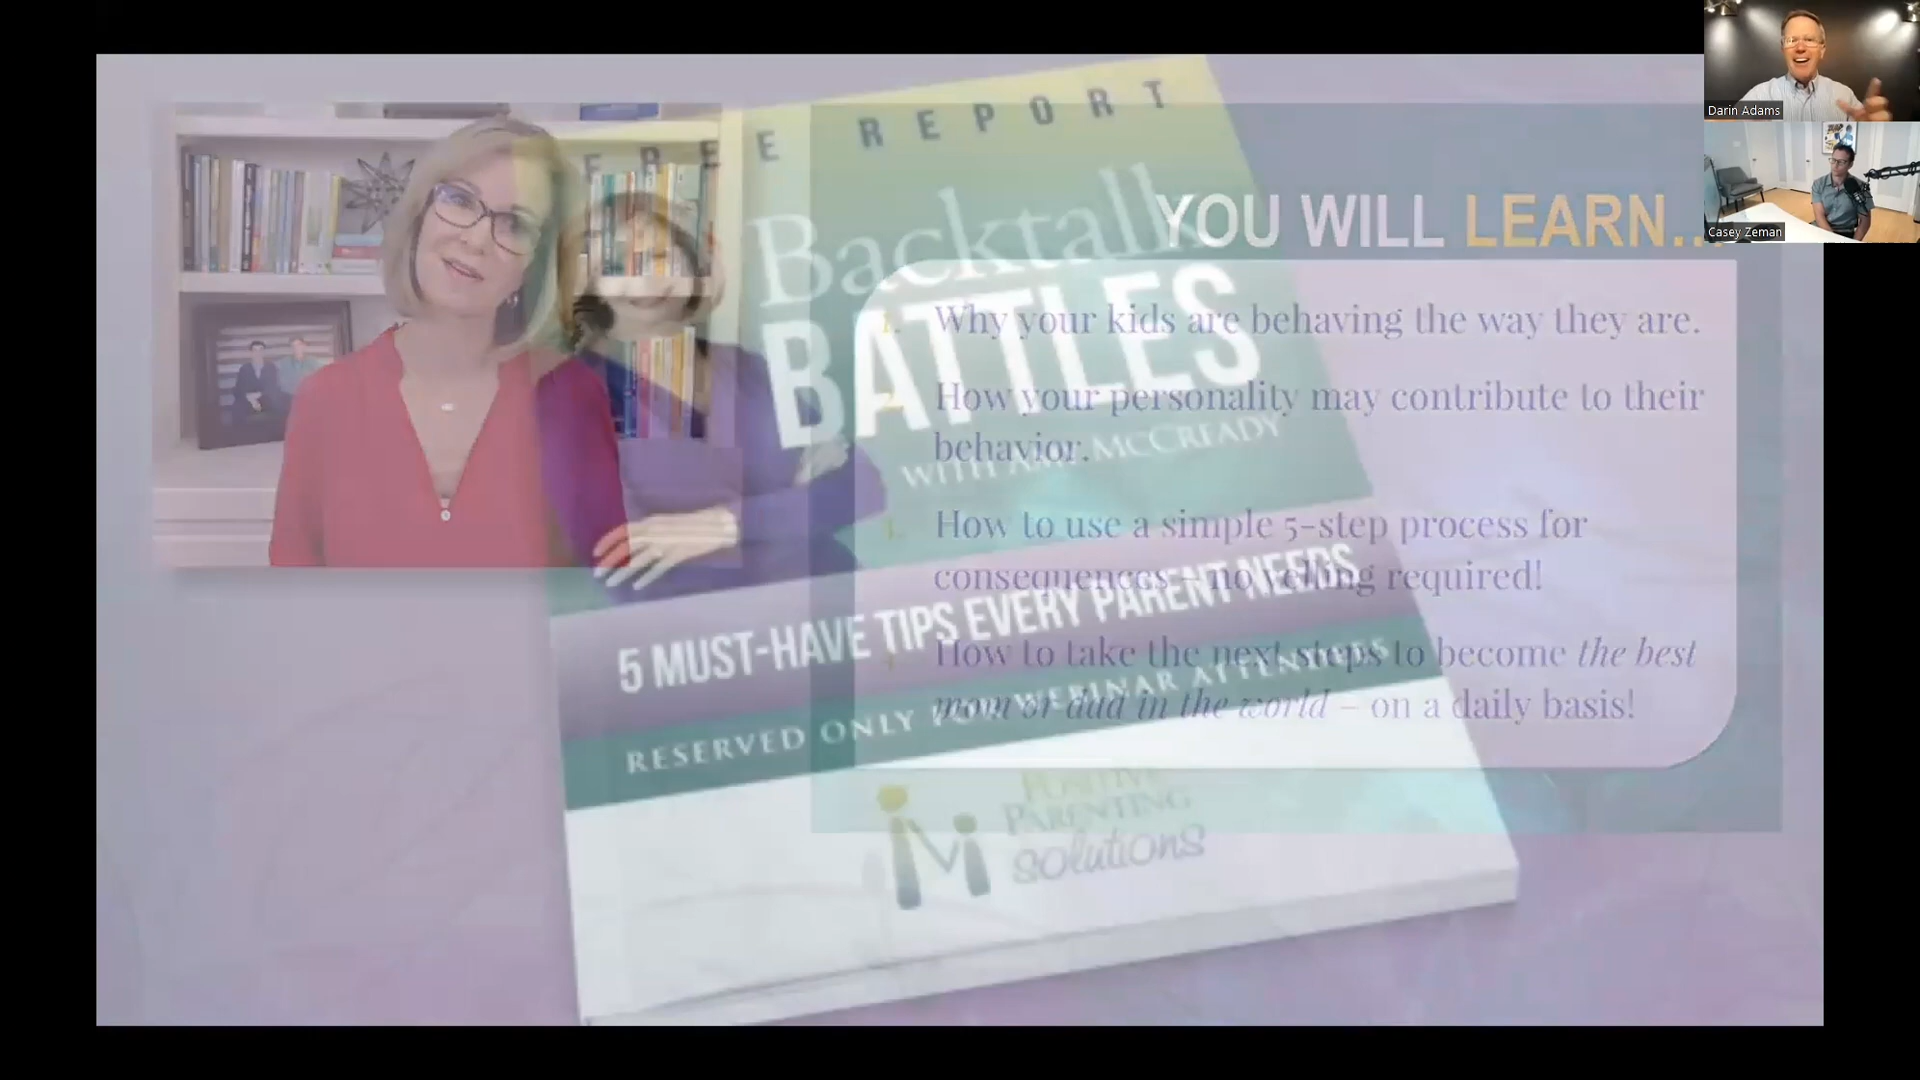 FREE REPORT
Backtalk
BATTLES
WITH AMY MCCREADY
5 MUST-HAVE TIPS EVERY PARENT NEEDS
RESERVED ONLY FOR WEBINAR ATTENDEES
POSITIVE
PARENTING
solutions
YOU WILL LEARN...
1. Why your kids are behaving the way they are.
How your personality may contribute to their
behavior.
How to use a simple 5-step process for
consequences – no yelling required!
How to take the next steps to become the best
mom or dad in the world – on a daily basis!
Darin Adams
Casey Zeman